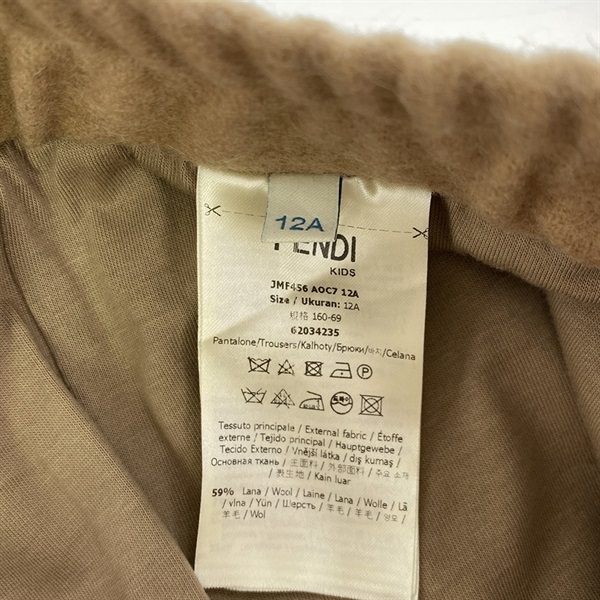 12A
FENDI
KIDS
JMF456 AOC7 12A
Size / Ukuran: 12A
规格 160-69
62034235
Pantalone/Trousers/Kalhoty/Брюки/바지/Celana
Tessuto principale / External fabric / Étoffe
externe / Tejido principal / Hauptgewebe /
Tecido Externo / Vnější látka / dış kumaş /
Основная ткань / 主面料 / 外部面料 / 주요 소재
/ 表生地 / Kain luar
59% Lana / Wool / Laine / Lana / Wolle / Lã
/ vlna / Yün / Шерсть / 羊毛 / 羊毛 / 양모 /
羊毛 / Wol